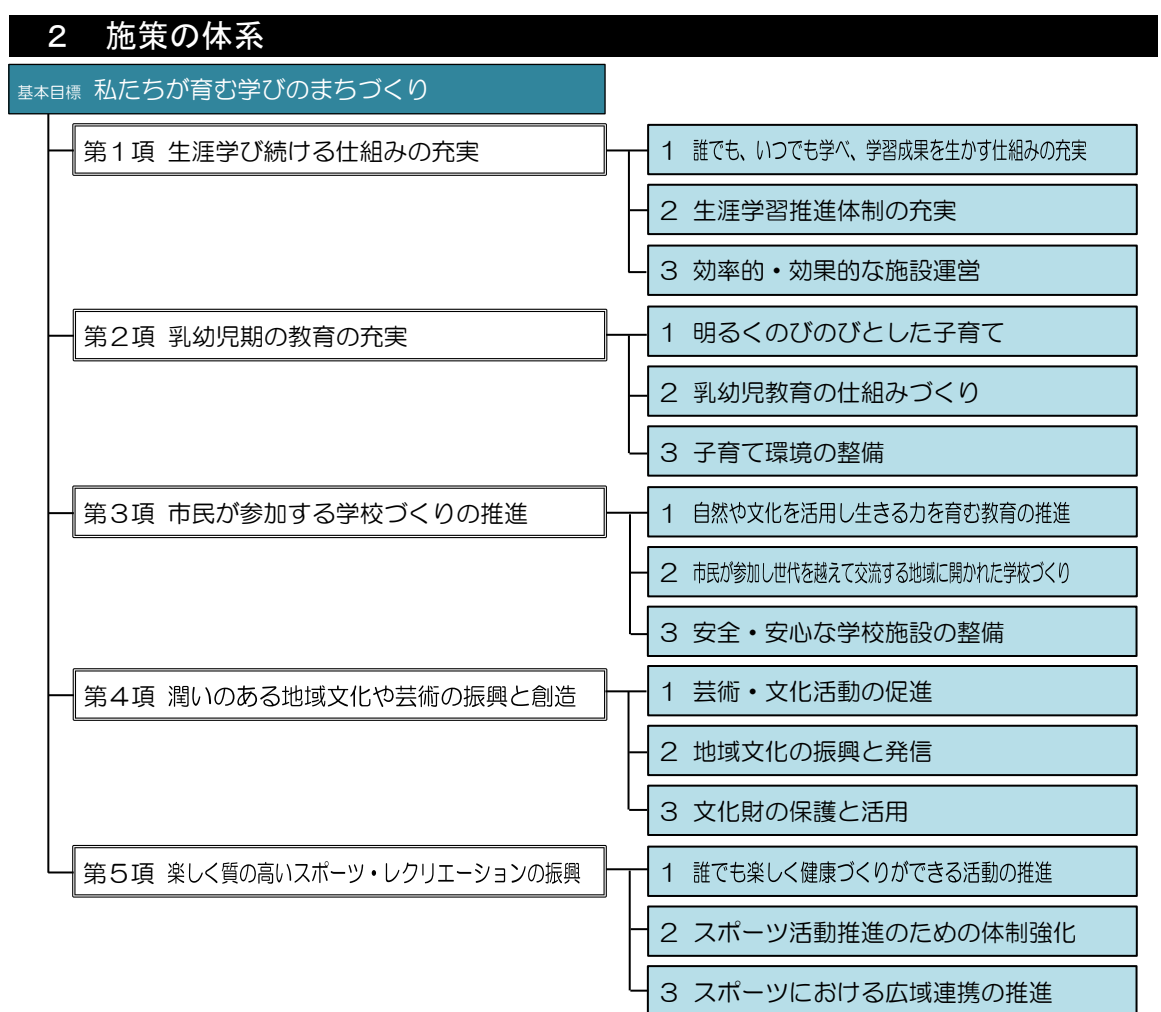 ２　施策の体系
基本目標 私たちが育む学びのまちづくり
第１項 生涯学び続ける仕組みの充実
１ 誰でも、いつでも学べ、学習成果を生かす仕組みの充実
２ 生涯学習推進体制の充実
３ 効率的・効果的な施設運営
第２項 乳幼児期の教育の充実
１ 明るくのびのびとした子育て
２ 乳幼児教育の仕組みづくり
３ 子育て環境の整備
第３項 市民が参加する学校づくりの推進
１ 自然や文化を活用し生きる力を育む教育の推進
２ 市民が参加し世代を越えて交流する地域に開かれた学校づくり
３ 安全・安心な学校施設の整備
第４項 潤いのある地域文化や芸術の振興と創造
１ 芸術・文化活動の促進
２ 地域文化の振興と発信
３ 文化財の保護と活用
第５項 楽しく質の高いスポーツ・レクリエーションの振興
１ 誰でも楽しく健康づくりができる活動の推進
２ スポーツ活動推進のための体制強化
３ スポーツにおける広域連携の推進